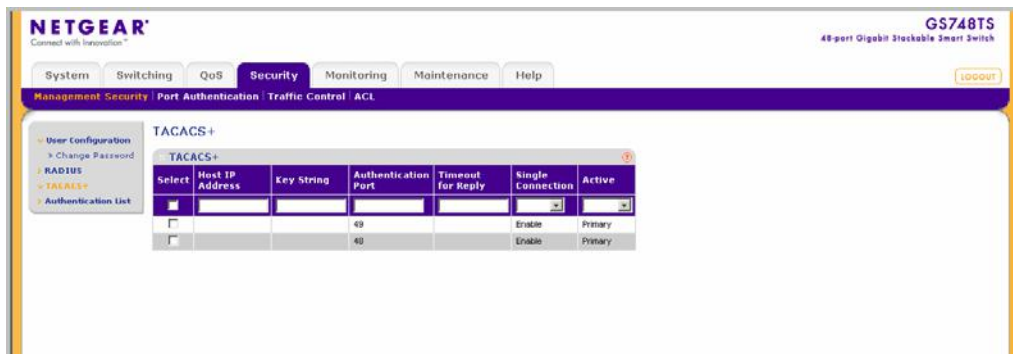 NETGEAR
Connect with Innovation™
GS748TS
48-port Gigabit Stackable Smart Switch
System Switching QoS Security Monitoring Maintenance Help
LOGOUT
Management Security Port Authentication Traffic Control ACL
User Configuration
Change Password
RADIUS
TACACS+
Authentication List
TACACS+
TACACS+
Select Host IP Address Key String Authentication Port Timeout for Reply Single Connection Active
49 Enable Primary
48 Enable Primary